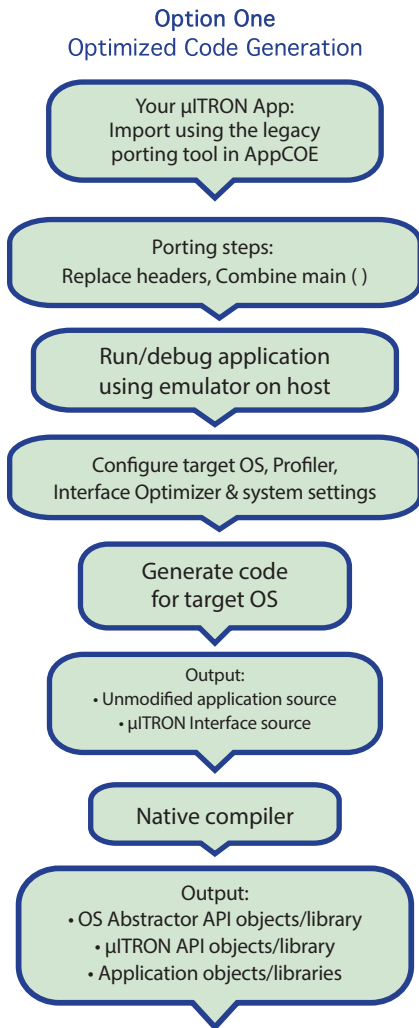 Option One
Optimized Code Generation
Your µITRON App:
Import using the legacy
porting tool in AppCOE
Porting steps:
Replace headers, Combine main ( )
Run/debug application
using emulator on host
Configure target OS, Profiler,
Interface Optimizer & system settings
Generate code
for target OS
Output:
• Unmodified application source
• µITRON Interface source
Native compiler
Output:
• OS Abstractor API objects/library
• µITRON API objects/library
• Application objects/libraries